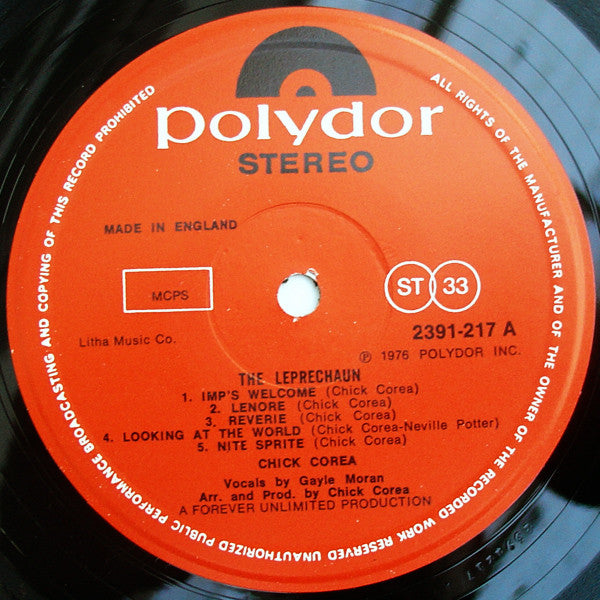 polydor
STEREO
MADE IN ENGLAND
MCPS
ST 33
Litha Music Co.
2391-217 A
℗ 1976 POLYDOR INC.
THE LEPRECHAUN
1. IMP'S WELCOME (Chick Corea)
2. LENORE (Chick Corea)
3. REVERIE (Chick Corea)
4. LOOKING AT THE WORLD (Chick Corea-Neville Potter)
5. NITE SPRITE (Chick Corea)
CHICK COREA
Vocals by Gayle Moran
Arr. and Prod. by Chick Corea
A FOREVER UNLIMITED PRODUCTION
ALL RIGHTS OF THE MANUFACTURER AND OF THE OWNER OF THE RECORDED WORK RESERVED UNAUTHORIZED PUBLIC PERFORMANCE BROADCASTING AND COPYING OF THIS RECORD PROHIBITED